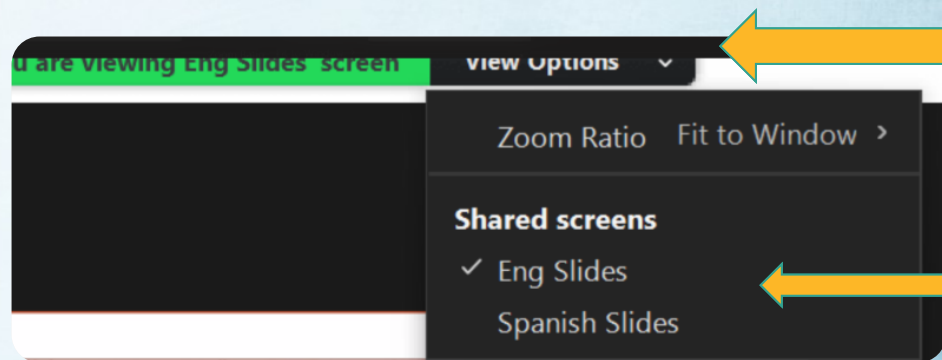 u are viewing Eng Slides' screen View Options
Zoom Ratio Fit to Window >
Shared screens
✓ Eng Slides
Spanish Slides